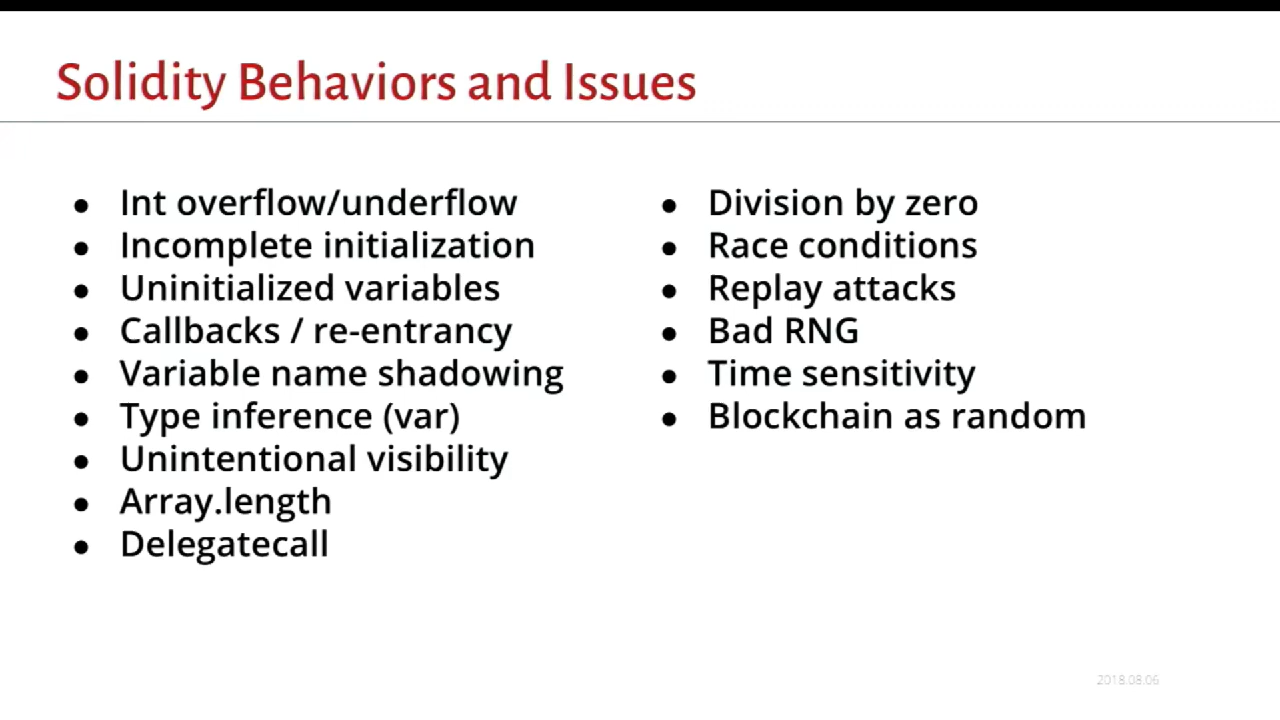 Solidity Behaviors and Issues
● Int overflow/underflow
● Incomplete initialization
● Uninitialized variables
● Callbacks / re-entrancy
● Variable name shadowing
● Type inference (var)
● Unintentional visibility
● Array.length
● Delegatecall
● Division by zero
● Race conditions
● Replay attacks
● Bad RNG
● Time sensitivity
● Blockchain as random
2018.08.06